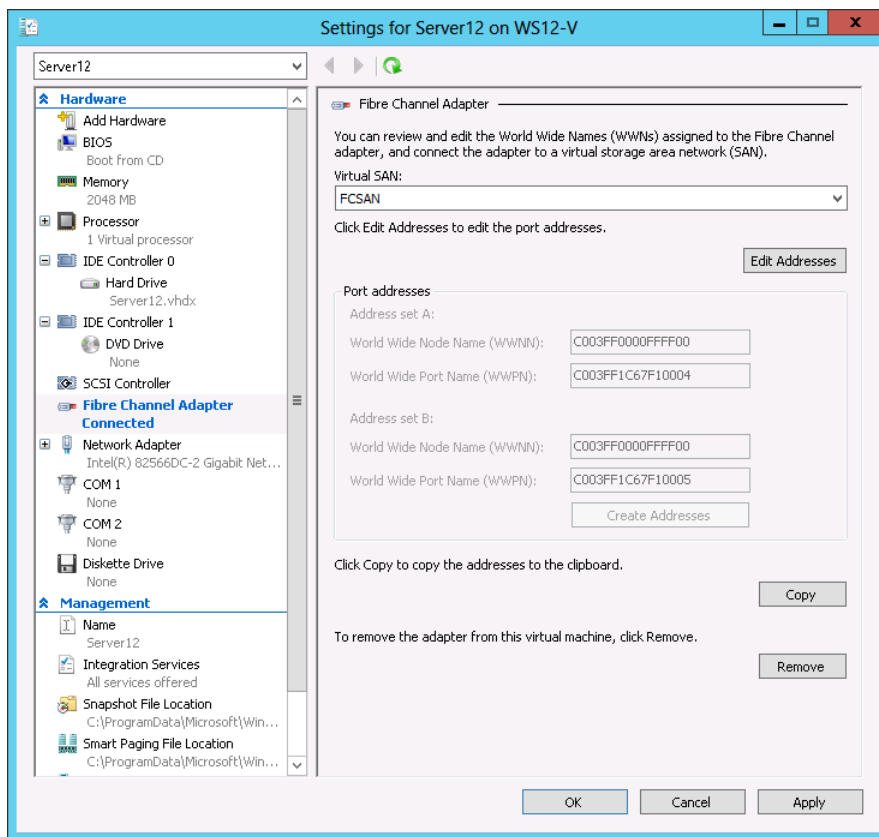 Settings for Server12 on WS12-V
Server12
Hardware
Add Hardware
BIOS
Boot from CD
Memory
2048 MB
Processor
1 Virtual processor
IDE Controller 0
Hard Drive
Server12.vhdx
IDE Controller 1
DVD Drive
None
SCSI Controller
Fibre Channel Adapter
Connected
Network Adapter
Intel(R) 82566DC-2 Gigabit Net...
COM 1
None
COM 2
None
Diskette Drive
None
Management
Name
Server12
Integration Services
All services offered
Snapshot File Location
C:\ProgramData\Microsoft\Win...
Smart Paging File Location
C:\ProgramData\Microsoft\Win...
Fibre Channel Adapter
You can review and edit the World Wide Names (WWNs) assigned to the Fibre Channel
adapter, and connect the adapter to a virtual storage area network (SAN).
Virtual SAN:
FCSAN
Click Edit Addresses to edit the port addresses.
Edit Addresses
Port addresses
Address set A:
World Wide Node Name (WWNN): C003FF0000FFFF00
World Wide Port Name (WWPN): C003FF1C67F10004
Address set B:
World Wide Node Name (WWNN): C003FF0000FFFF00
World Wide Port Name (WWPN): C003FF1C67F10005
Create Addresses
Click Copy to copy the addresses to the clipboard.
Copy
To remove the adapter from this virtual machine, click Remove.
Remove
OK Cancel Apply